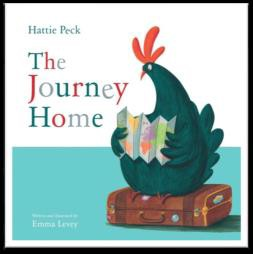 Hattie Peck
The
Journey
Home
Written and Illustrated by
Emma Levey